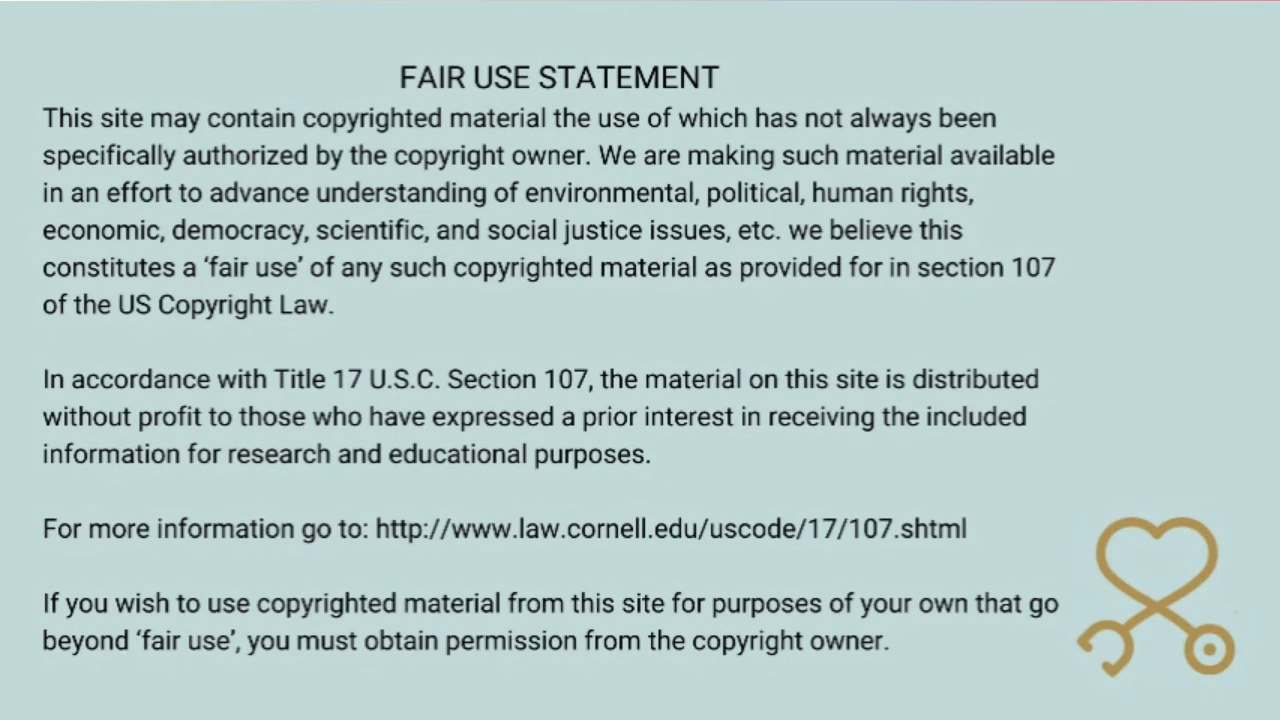 FAIR USE STATEMENT
This site may contain copyrighted material the use of which has not always been
specifically authorized by the copyright owner. We are making such material available
in an effort to advance understanding of environmental, political, human rights,
economic, democracy, scientific, and social justice issues, etc. we believe this
constitutes a ‘fair use’ of any such copyrighted material as provided for in section 107
of the US Copyright Law.
In accordance with Title 17 U.S.C. Section 107, the material on this site is distributed
without profit to those who have expressed a prior interest in receiving the included
information for research and educational purposes.
For more information go to: http://www.law.cornell.edu/uscode/17/107.shtml
If you wish to use copyrighted material from this site for purposes of your own that go
beyond ‘fair use’, you must obtain permission from the copyright owner.